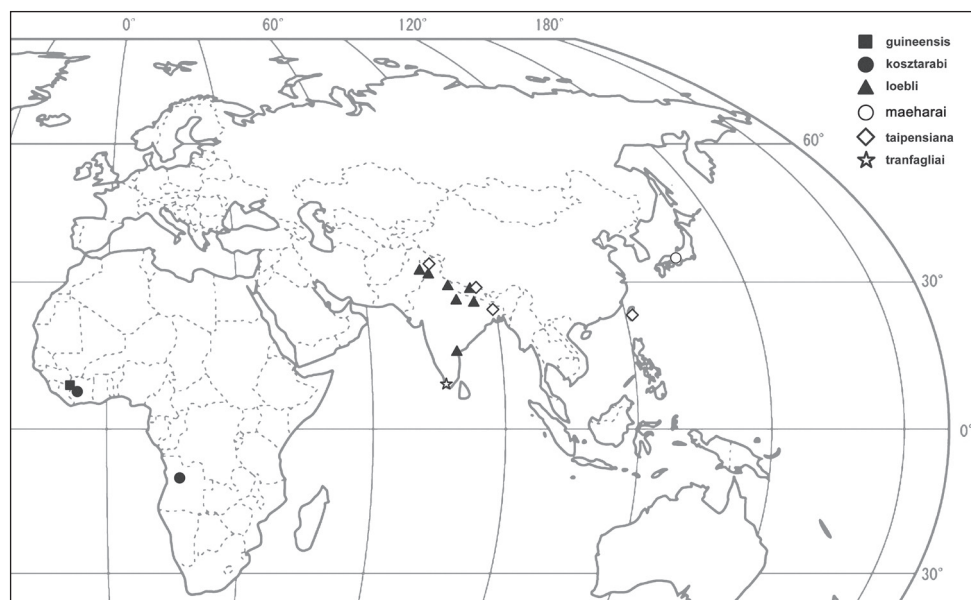 0° 60° 120° 180°
guineensis
kosztarabi
loebli
maeharai
taipensiana
tranfagliai
60°
30°
0°
30°